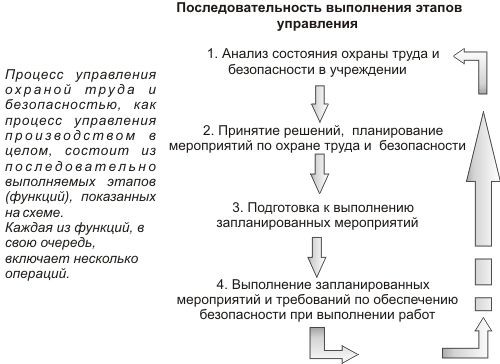 Последовательность выполнения этапов
управления
1. Анализ состояния охраны труда и
безопасности в учреждении
Процесс управления
охраной труда и
безопасностью, как
процесс управления
производством в
целом, состоит из
последовательно
выполняемых этапов
(функций), показанных
на схеме.
Каждая из функций, в
свою очередь,
включает несколько
операций.
2. Принятие решений, планирование
мероприятий по охране труда и безопасности
3. Подготовка к выполнению
запланированных мероприятий
4. Выполнение запланированных
мероприятий и требований по обеспечению
безопасности при выполнении работ